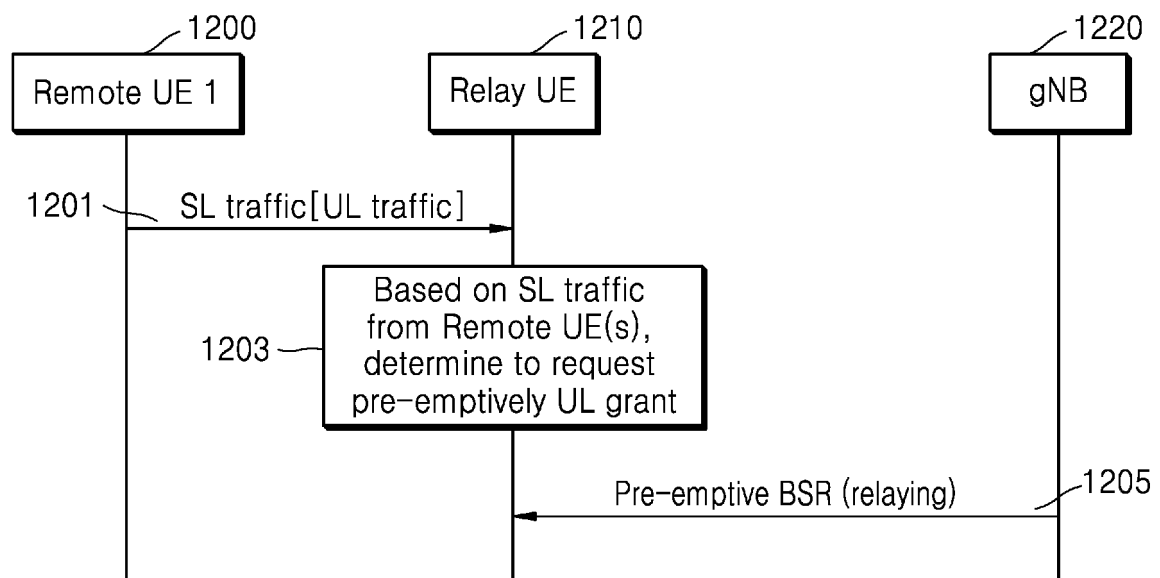 1200
1210
1220
Remote UE 1
Relay UE
gNB
1201
SL traffic[UL traffic]
Based on SL traffic
from Remote UE(s),
determine to request
pre-emptively UL grant
1203
Pre-emptive BSR (relaying)
1205